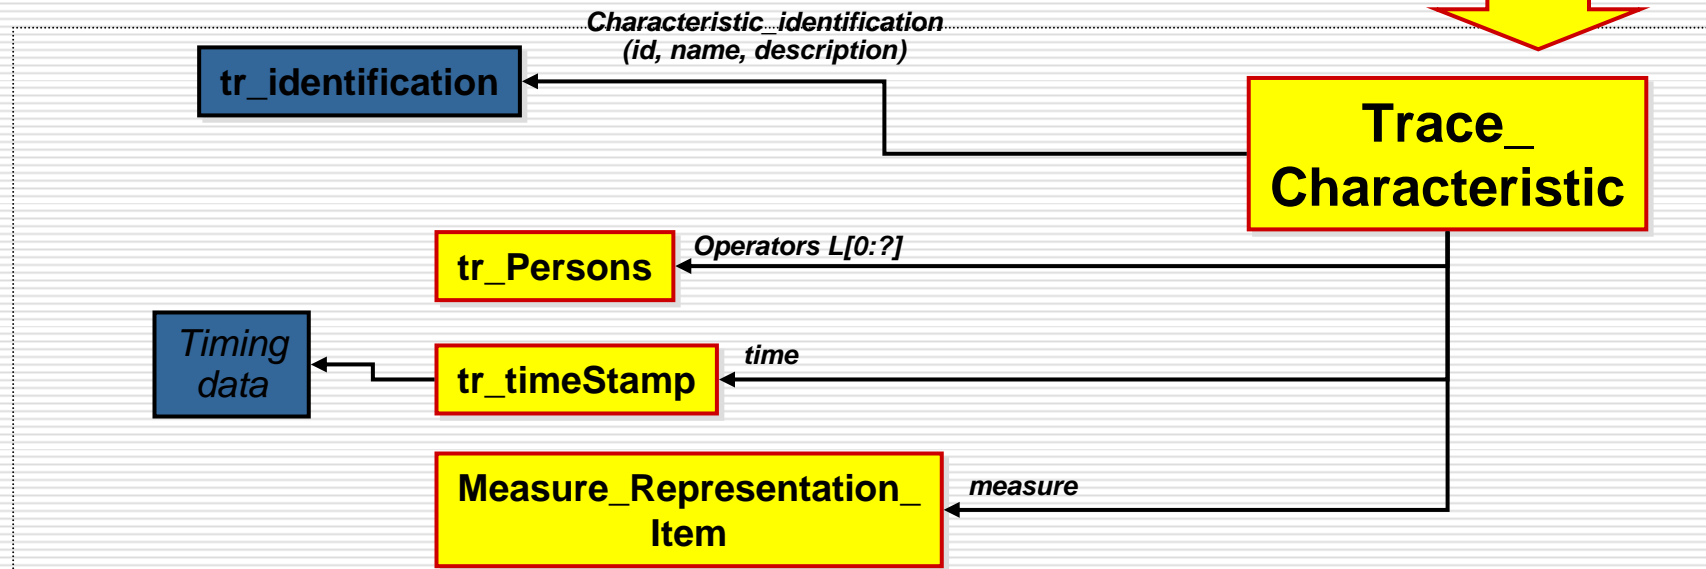 Characteristic_identification
(id, name, description)
tr_identification
Trace_
Characteristic
Operators L[0:?]
tr_Persons
Timing
data
time
tr_timeStamp
measure
Measure_Representation_
Item